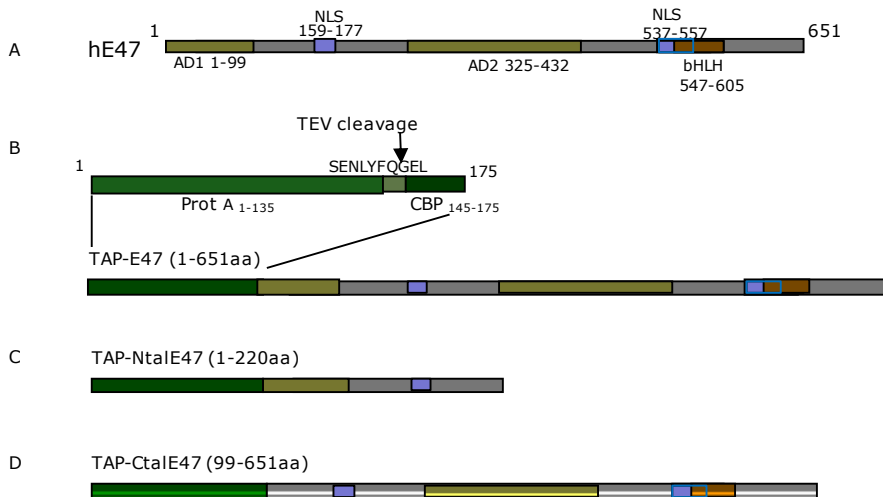 A
hE47
1
NLS
159-177
NLS
537-557
651
AD1 1-99
AD2 325-432
bHLH
547-605
B
TEV cleavage
1
SENLYFQGEL
175
Prot A 1-135
CBP 145-175
TAP-E47 (1-651aa)
C
TAP-NtalE47 (1-220aa)
D
TAP-CtalE47 (99-651aa)